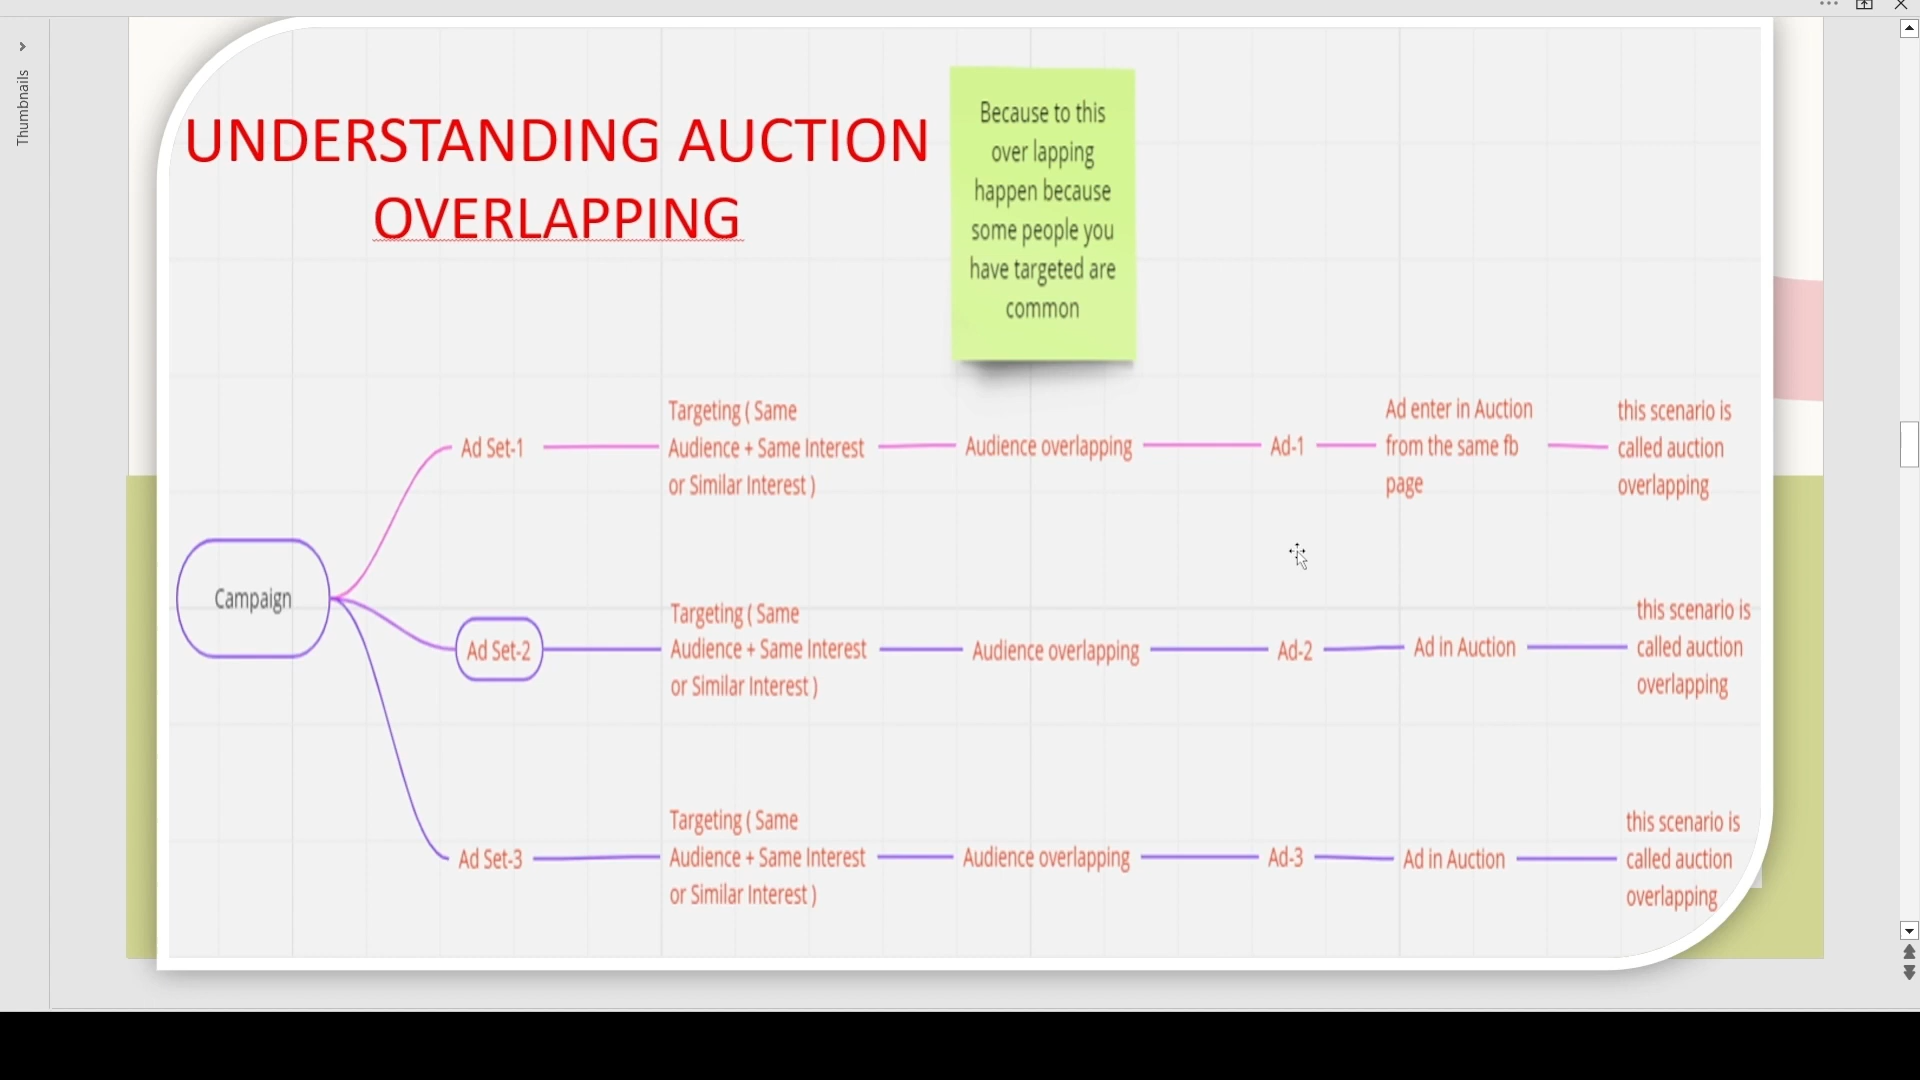 Thumbnails
UNDERSTANDING AUCTION
OVERLAPPING
Because to this
over lapping
happen because
some people you
have targeted are
common
Campaign
Ad Set-1
Targeting ( Same
Audience + Same Interest
or Similar Interest )
Audience overlapping
Ad-1
Ad enter in Auction
from the same fb
page
this scenario is
called auction
overlapping
Ad Set-2
Targeting ( Same
Audience + Same Interest
or Similar Interest )
Audience overlapping
Ad-2
Ad in Auction
this scenario is
called auction
overlapping
Ad Set-3
Targeting ( Same
Audience + Same Interest
or Similar Interest )
Audience overlapping
Ad-3
Ad in Auction
this scenario is
called auction
overlapping